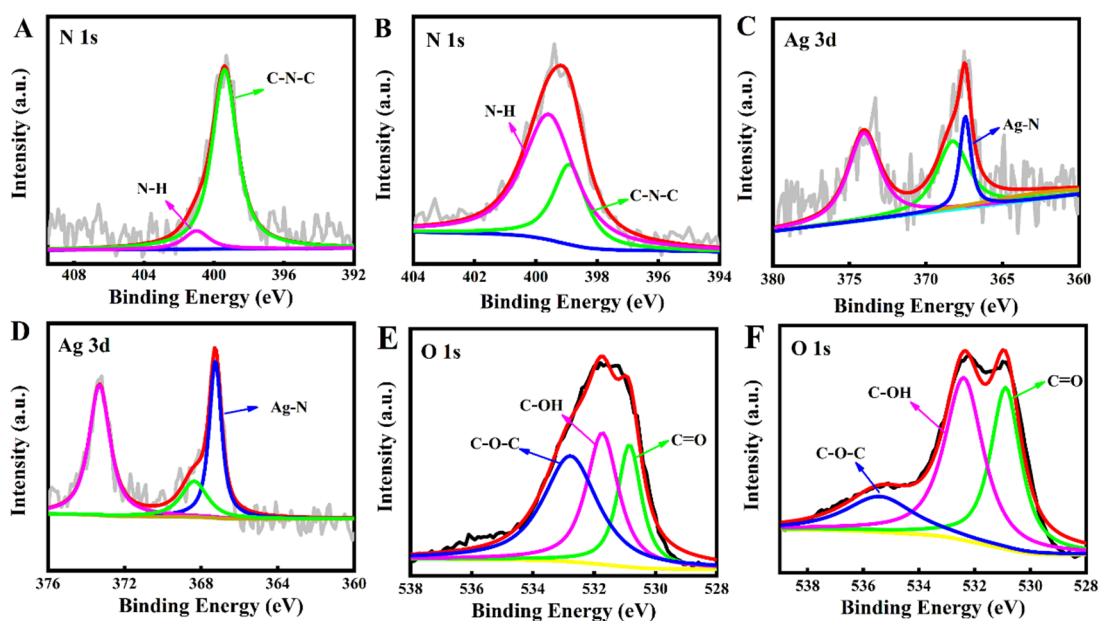 A
N 1s
C-N-C
N-H
Intensity (a.u.)
404 400 396 392
Binding Energy (eV)
B
N 1s
N-H
C-N-C
Intensity (a.u.)
404 402 400 398 396 394
Binding Energy (eV)
C
Ag 3d
Ag-N
Intensity (a.u.)
380 375 370 365 360
Binding Energy (eV)
D
Ag 3d
Ag-N
Intensity (a.u.)
376 372 368 364 360
Binding Energy (eV)
E
O 1s
C-OH
C-O-C
C=O
Intensity (a.u.)
538 536 534 532 530 528
Binding Energy (eV)
F
O 1s
C-OH
C=O
C-O-C
Intensity (a.u.)
538 536 534 532 530 528
Binding Energy (eV)